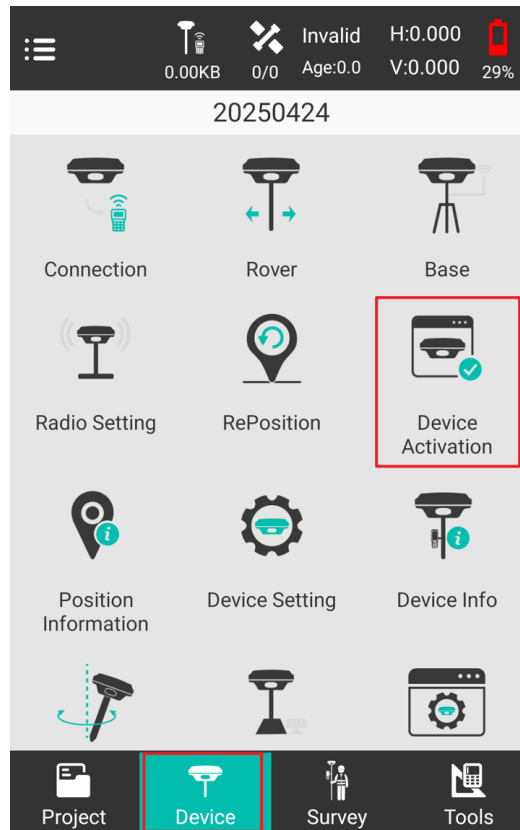 Invalid H:0.000
0.00KB 0/0 Age:0.0 V:0.000 29%
20250424
Connection Rover Base
Radio Setting RePosition Device
Activation
Position Device Setting Device Info
Information
Project Device Survey Tools